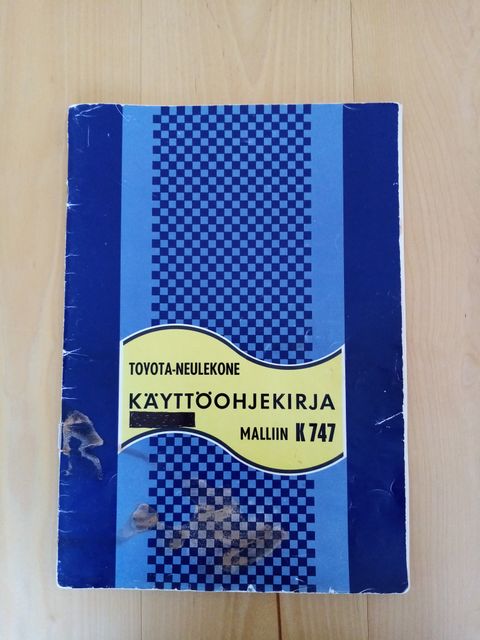 TOYOTA-NEULEKONE
KÄYTTÖOHJEKIRJA
MALLIIN K 747